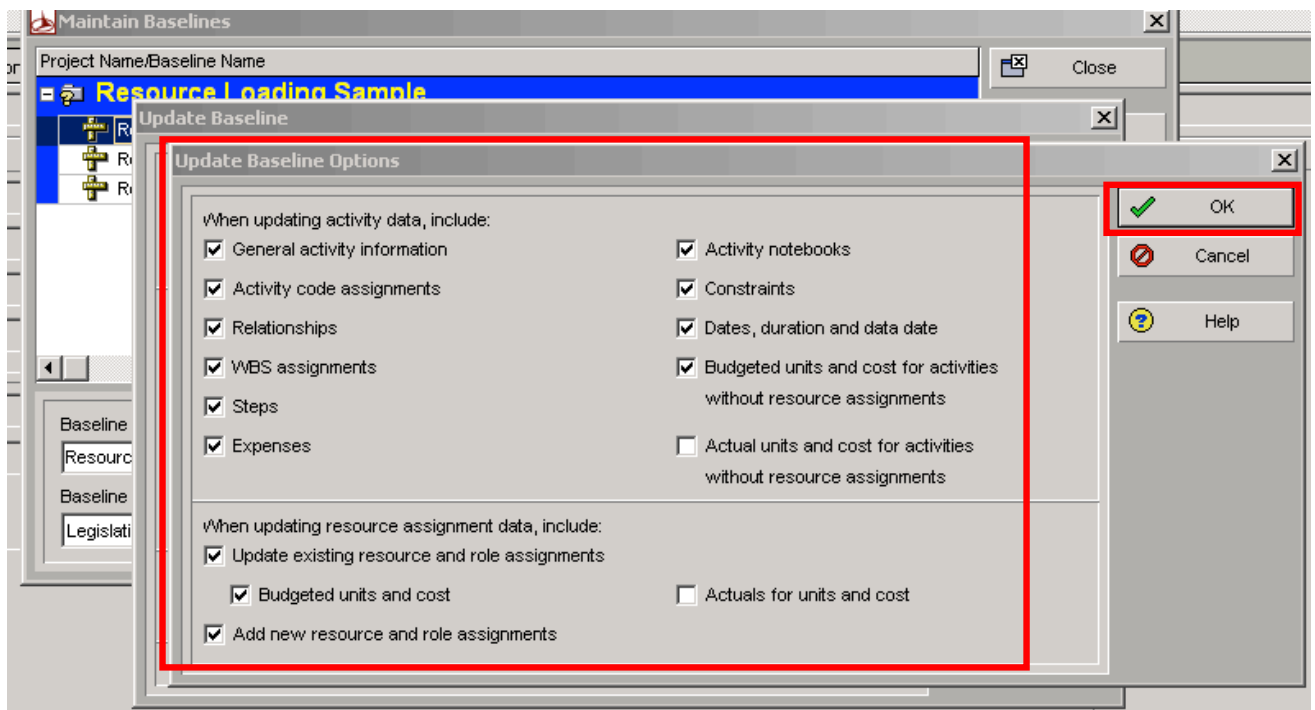 Maintain Baselines
Project Name/Baseline Name
Close
Resource Loading Sample
Update Baseline
Update Baseline Options
When updating activity data, include:
General activity information
Activity notebooks
Activity code assignments
Constraints
Relationships
Dates, duration and data date
WBS assignments
Budgeted units and cost for activities
without resource assignments
Steps
Expenses
Actual units and cost for activities
without resource assignments
When updating resource assignment data, include:
Update existing resource and role assignments
Budgeted units and cost
Actuals for units and cost
Add new resource and role assignments
OK
Cancel
Help
Baseline
Resourc
Baseline
Legislati